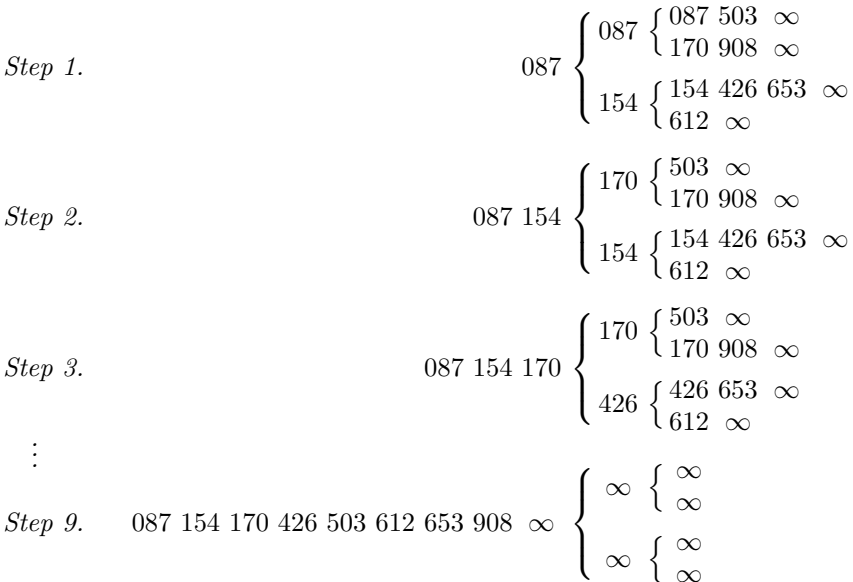 087 503 ∞
087
170 908 ∞
Step 1. 087
154 426 653 ∞
154
612 ∞
503 ∞
170
170 908 ∞
Step 2. 087 154
154 426 653 ∞
154
612 ∞
503 ∞
170
170 908 ∞
Step 3. 087 154 170
426 653 ∞
426
612 ∞
⋮
∞
∞
∞
Step 9. 087 154 170 426 503 612 653 908 ∞
∞
∞
∞